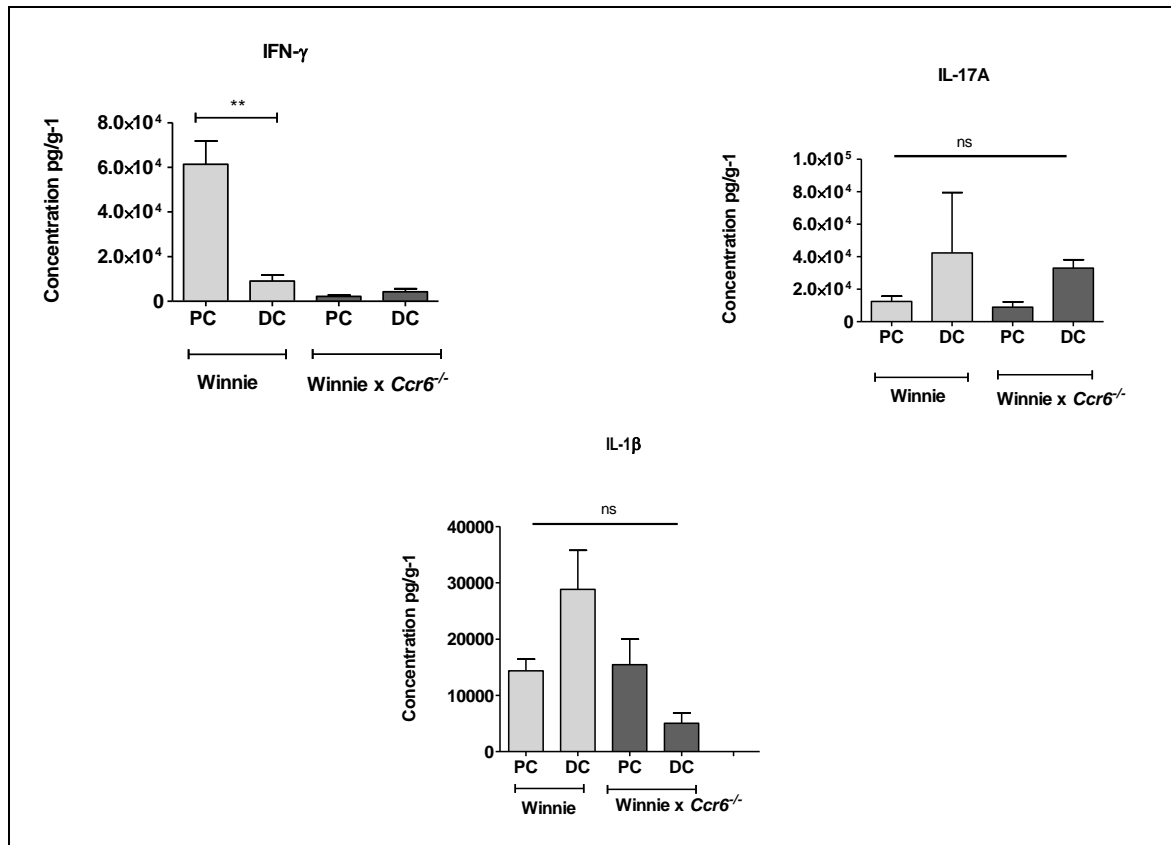 IFN-γ
**
Concentration pg/g-1
8.0×10⁴
6.0×10⁴
4.0×10⁴
2.0×10⁴
0
PC DC PC DC
Winnie Winnie x Ccr6⁻/⁻
IL-17A
ns
Concentration pg/g-1
1.0×10⁵
8.0×10⁴
6.0×10⁴
4.0×10⁴
2.0×10⁴
0
PC DC PC DC
Winnie Winnie x Ccr6⁻/⁻
IL-1β
ns
Concentration pg/g-1
40000
30000
20000
10000
0
PC DC PC DC
Winnie Winnie x Ccr6⁻/⁻